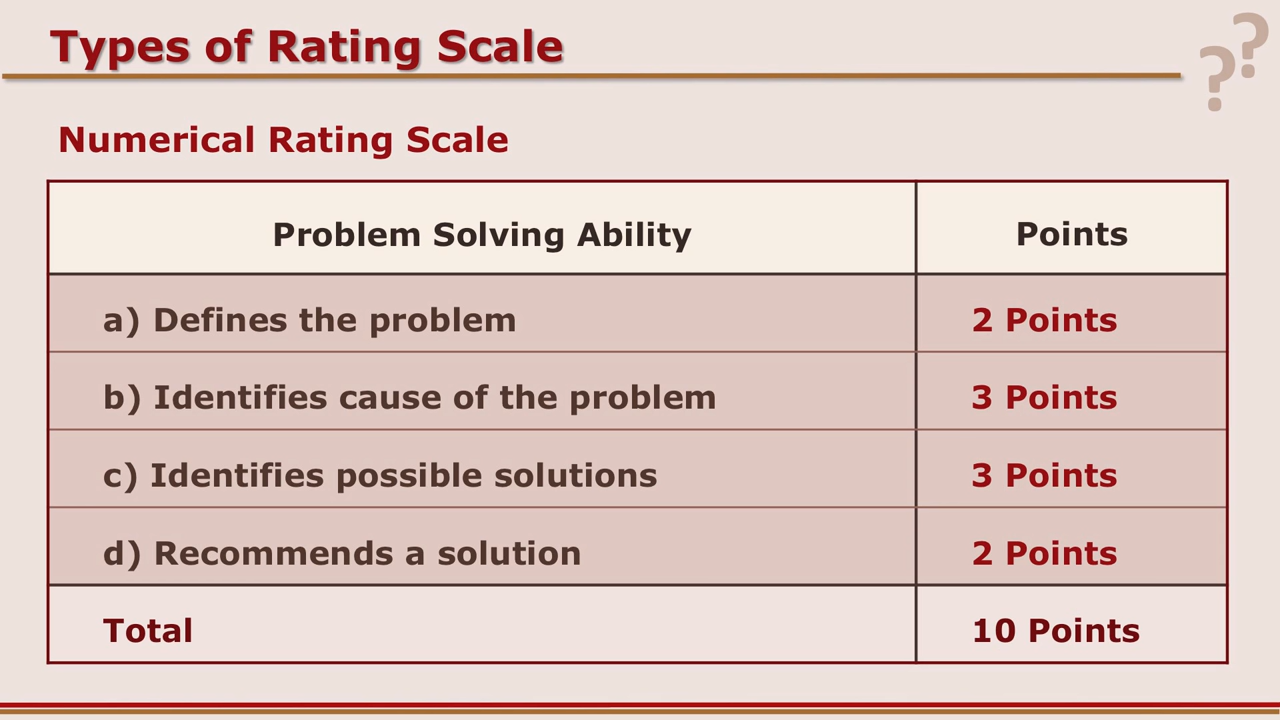 Types of Rating Scale
? ?
Numerical Rating Scale
Problem Solving Ability Points
a) Defines the problem 2 Points
b) Identifies cause of the problem 3 Points
c) Identifies possible solutions 3 Points
d) Recommends a solution 2 Points
Total 10 Points